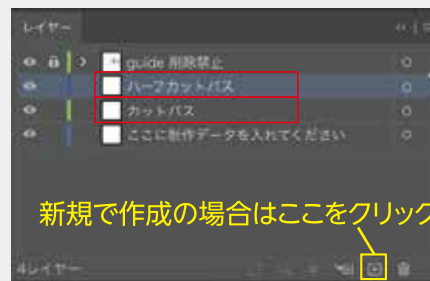 レイヤー
guide 削除禁止
ハーフカットパス
カットパス
ここに制作データを入れてください
新規で作成の場合はここをクリック
4レイヤー